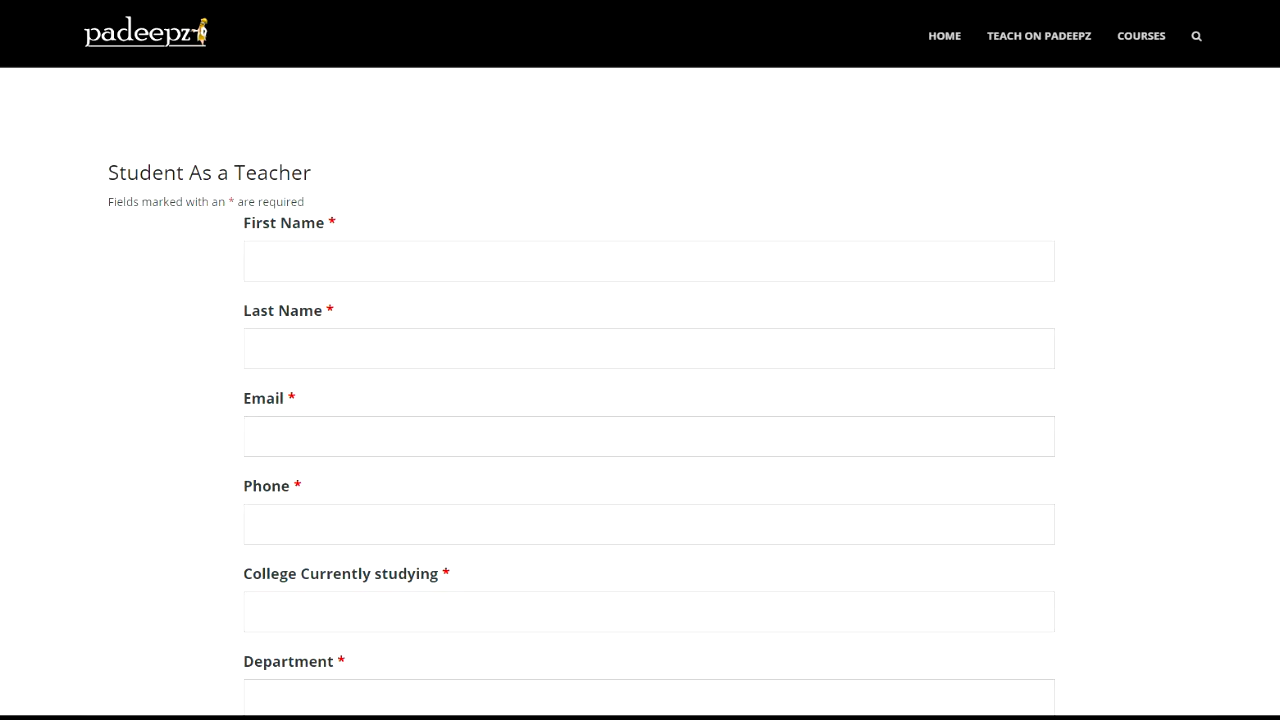 padeepz
HOME TEACH ON PADEEPZ COURSES
Student As a Teacher
Fields marked with an * are required
First Name *
Last Name *
Email *
Phone *
College Currently studying *
Department *